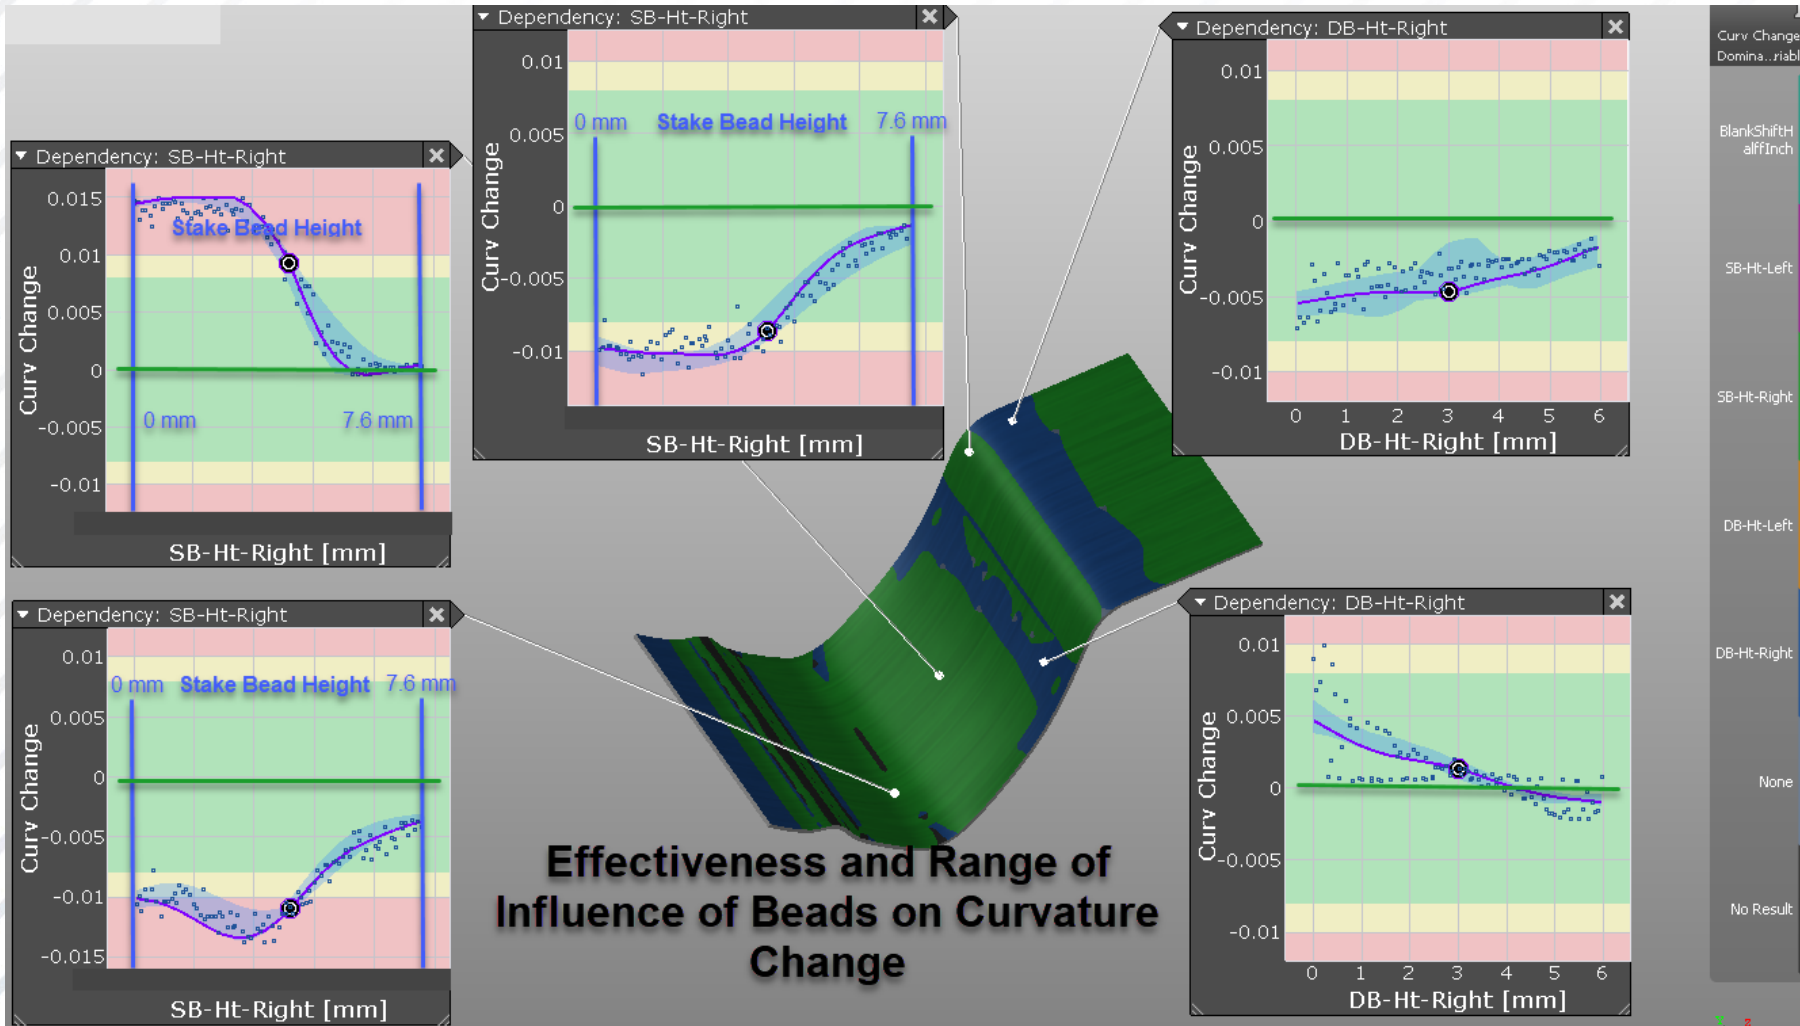 Dependency: SB-Ht-Right
0.015
0.01
0.005
0
-0.005
-0.01
Curv Change
Stake Bead Height
0 mm
7.6 mm
SB-Ht-Right [mm]
Dependency: SB-Ht-Right
0.01
0.005
0
-0.005
-0.01
Curv Change
0 mm Stake Bead Height 7.6 mm
SB-Ht-Right [mm]
Dependency: DB-Ht-Right
0.01
0.005
0
-0.005
-0.01
Curv Change
0 1 2 3 4 5 6
DB-Ht-Right [mm]
Dependency: SB-Ht-Right
0.01
0.005
0
-0.005
-0.01
-0.015
Curv Change
0 mm Stake Bead Height 7.6 mm
SB-Ht-Right [mm]
Dependency: DB-Ht-Right
0.01
0.005
0
-0.005
-0.01
Curv Change
0 1 2 3 4 5 6
DB-Ht-Right [mm]
Effectiveness and Range of
Influence of Beads on Curvature
Change
Curv Change
Domina...riabl
BlankShiftH
alffInch
SB-Ht-Left
SB-Ht-Right
DB-Ht-Left
DB-Ht-Right
None
No Result
Y z